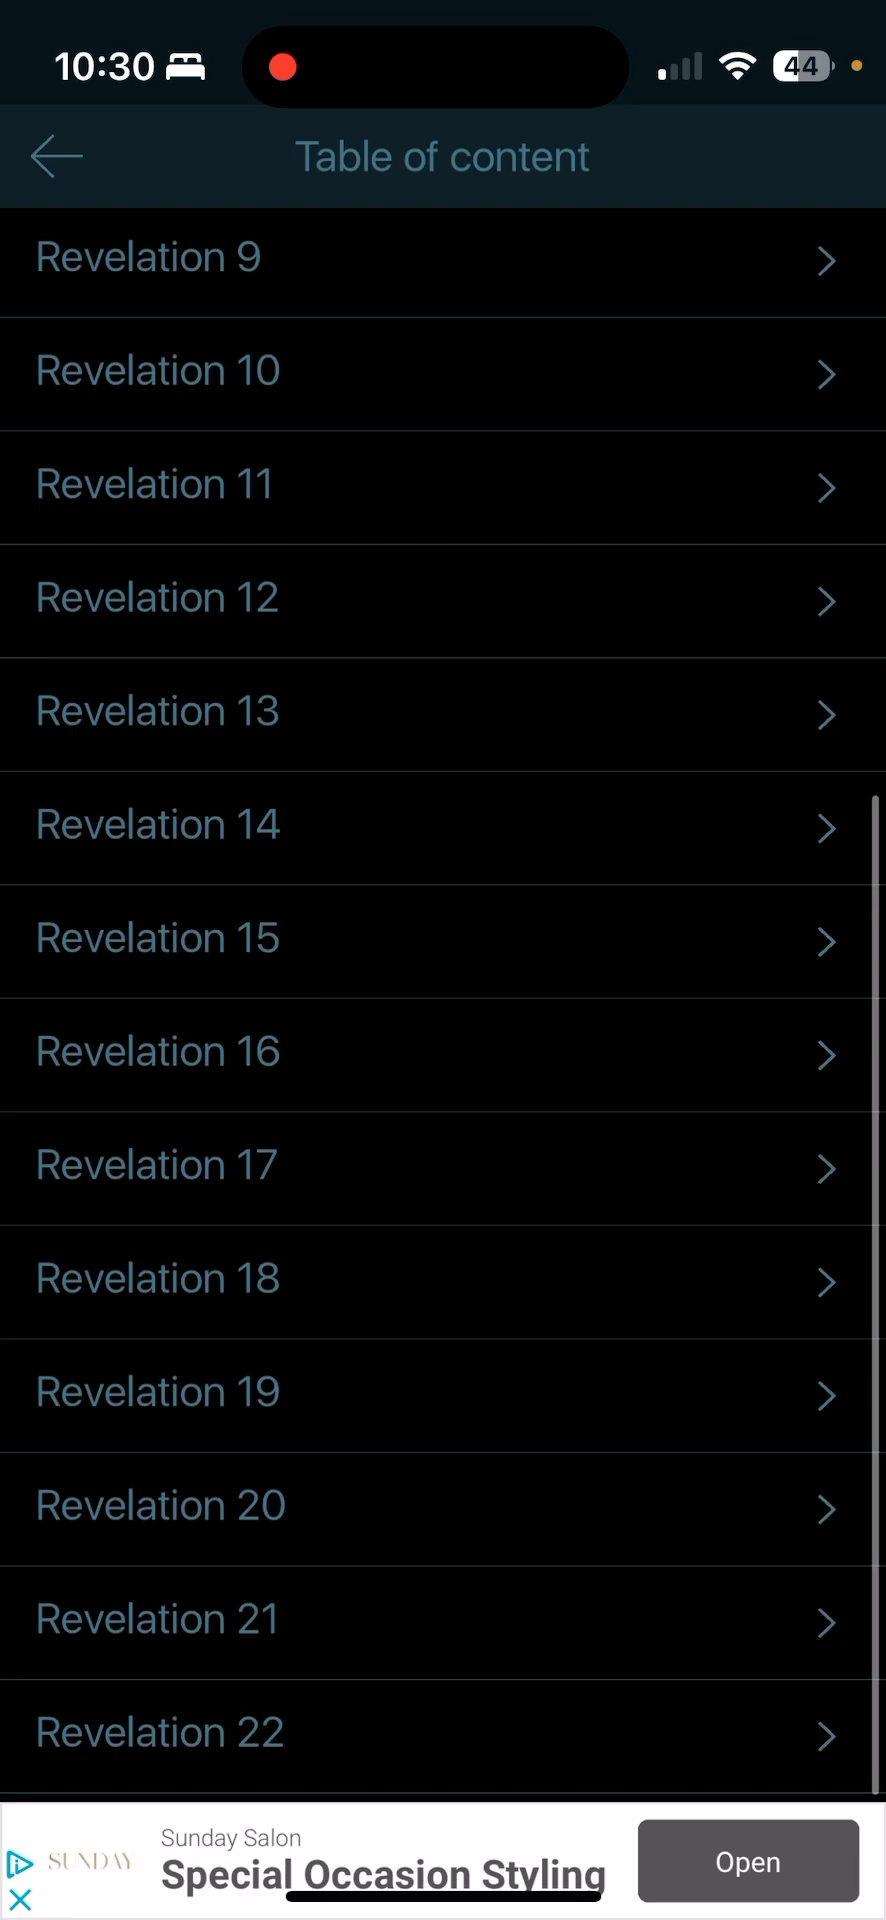 10:30
44
Table of content
Revelation 9
Revelation 10
Revelation 11
Revelation 12
Revelation 13
Revelation 14
Revelation 15
Revelation 16
Revelation 17
Revelation 18
Revelation 19
Revelation 20
Revelation 21
Revelation 22
SUNDAY
Sunday Salon
Special Occasion Styling
Open